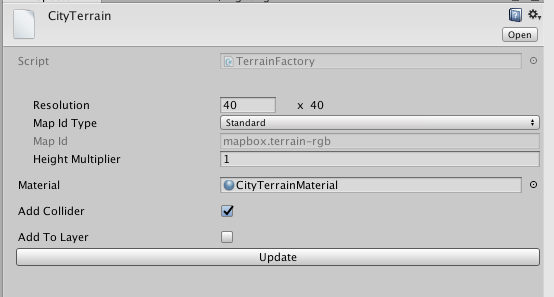 CityTerrain
Open
Script TerrainFactory
Resolution 40 x 40
Map Id Type Standard
Map Id mapbox.terrain-rgb
Height Multiplier 1
Material CityTerrainMaterial
Add Collider
Add To Layer
Update